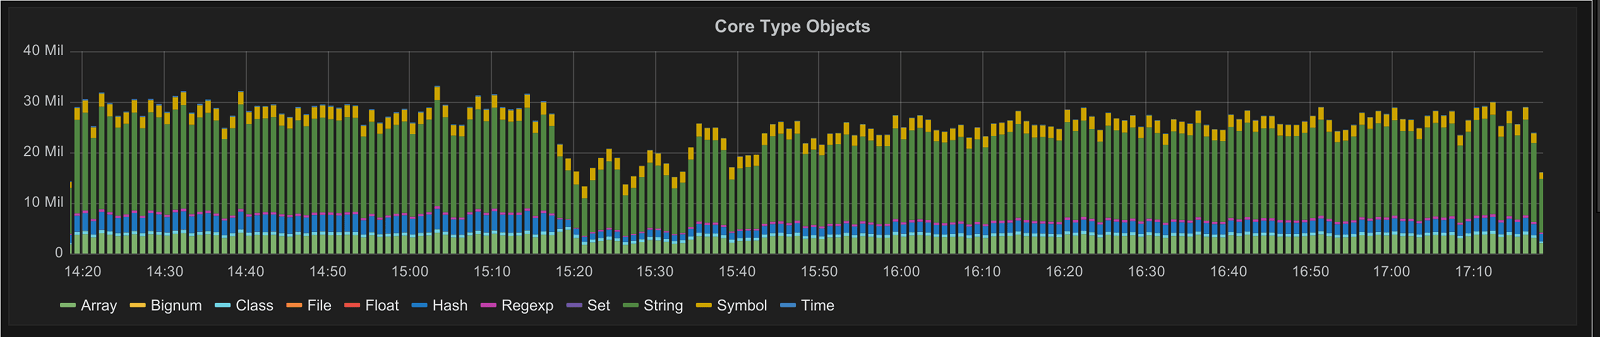 Core Type Objects
40 Mil
30 Mil
20 Mil
10 Mil
0
14:20 14:30 14:40 14:50 15:00 15:10 15:20 15:30 15:40 15:50 16:00 16:10 16:20 16:30 16:40 16:50 17:00 17:10
Array Bignum Class File Float Hash Regexp Set String Symbol Time